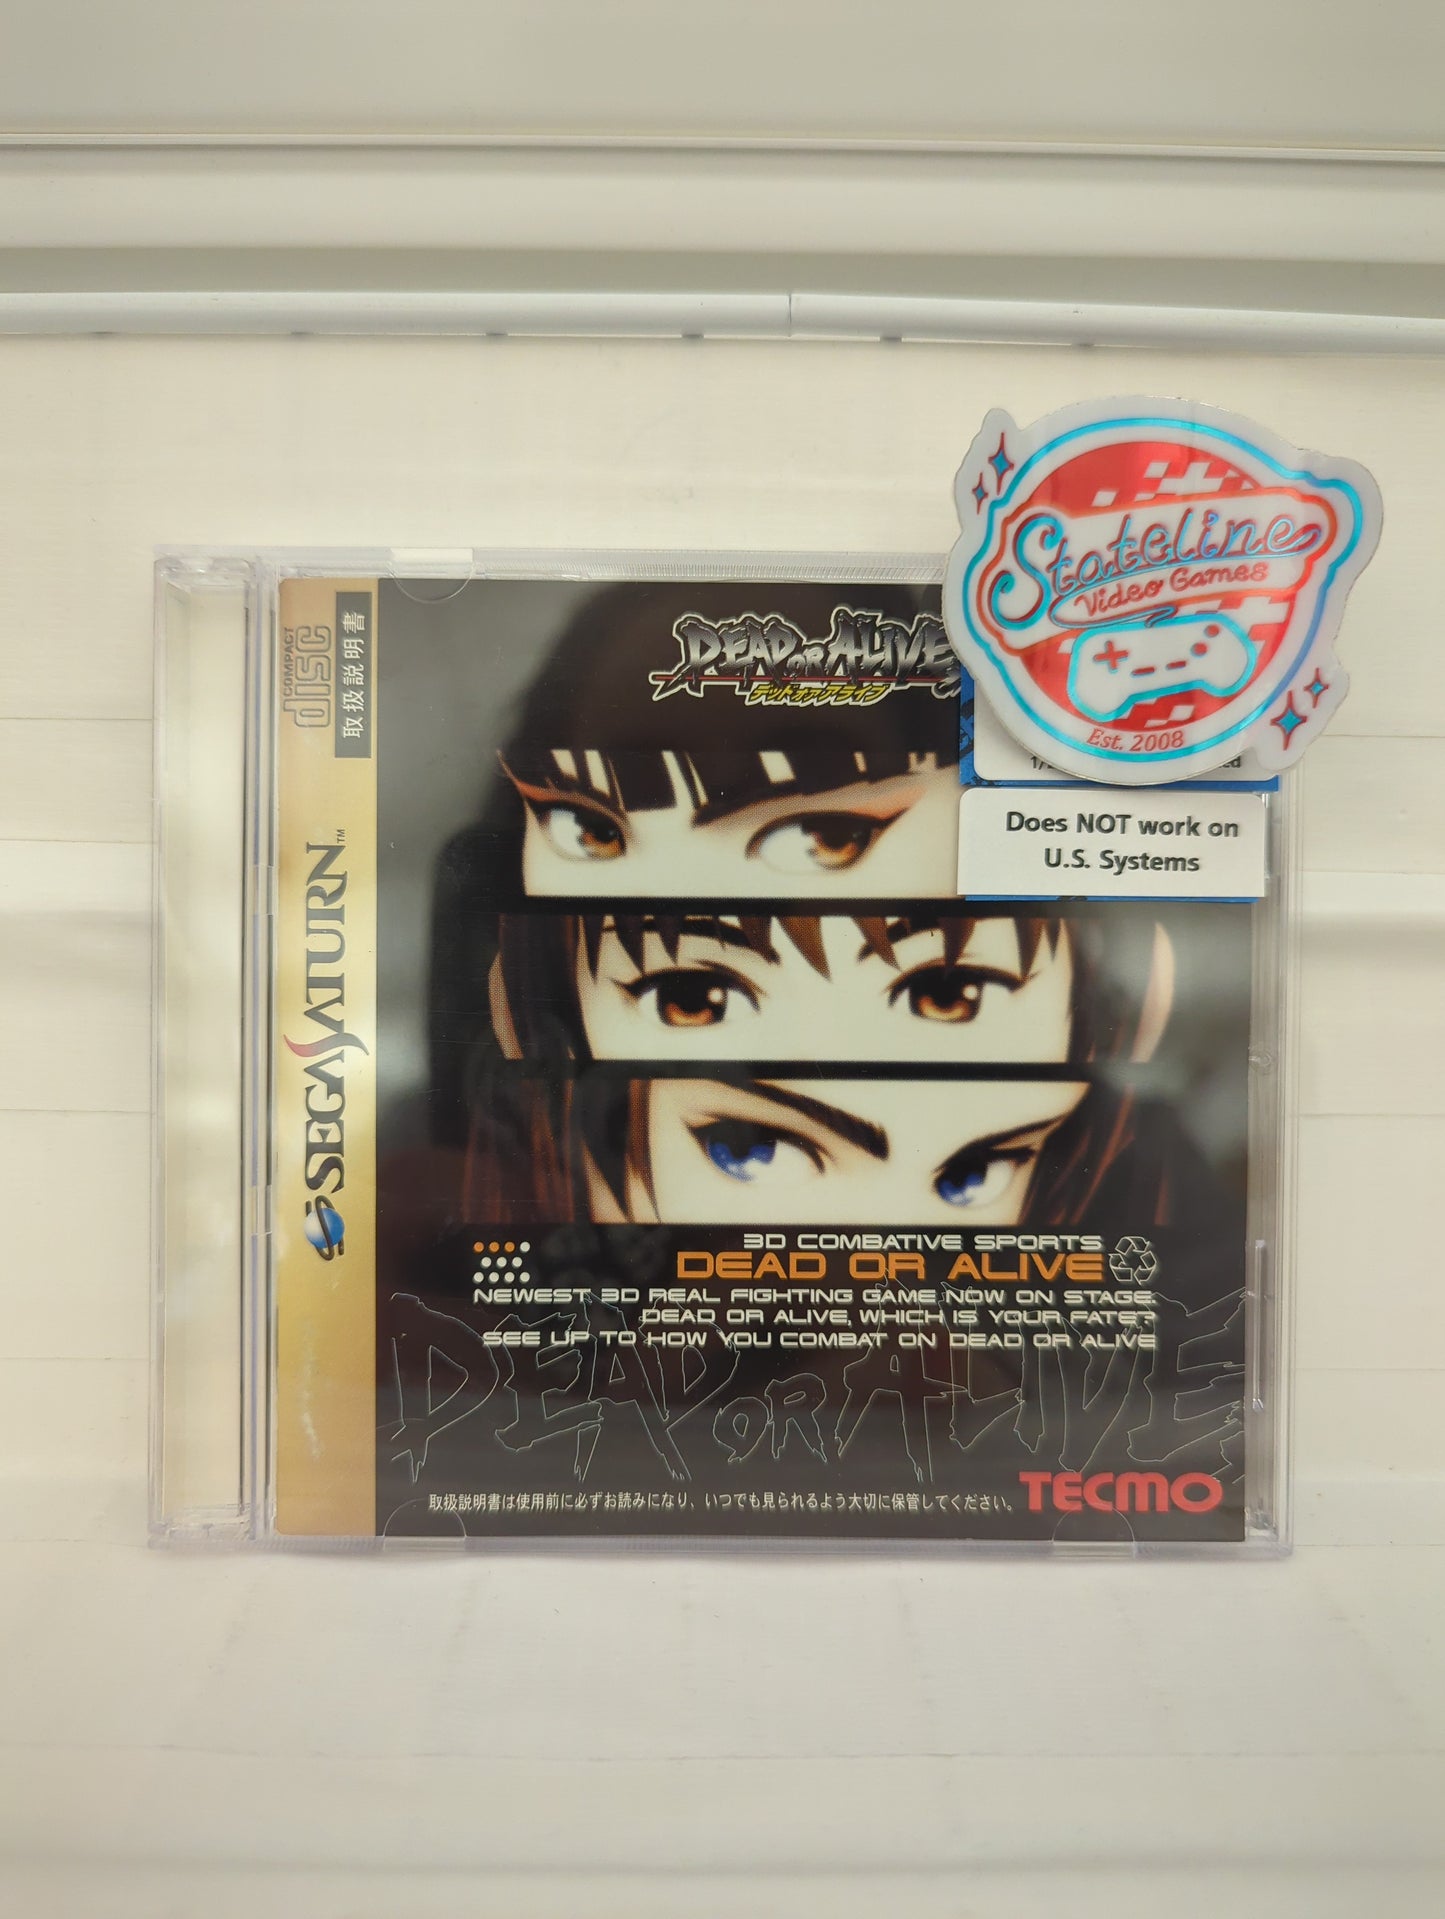 Stateline
Video Games
Est. 2008
Does NOT work on
U.S. Systems
COMPACT
disc
取扱説明書
SEGA SATURN™
DEAD OR ALIVE
デッド オア アライブ
3D COMBATIVE SPORTS
DEAD OR ALIVE
NEWEST 3D REAL FIGHTING GAME NOW ON STAGE.
DEAD OR ALIVE, WHICH IS YOUR FATE?
SEE UP TO HOW YOU COMBAT ON DEAD OR ALIVE
DEAD OR ALIVE
取扱説明書は使用前に必ずお読みになり、いつでも見られるよう大切に保管してください。
TECMO